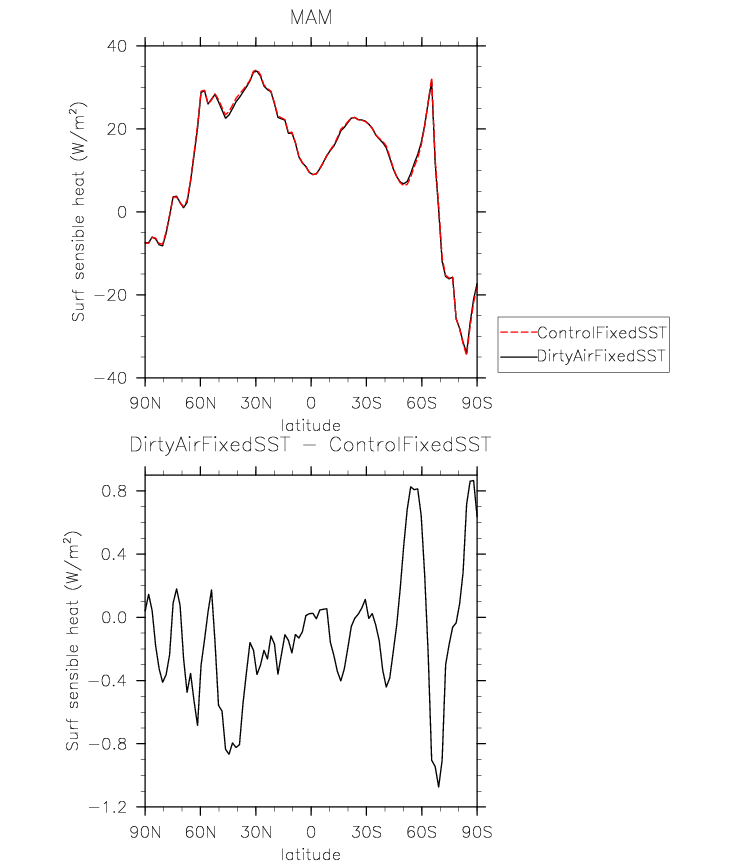 MAM
40
20
0
−20
−40
Surf sensible heat (W/m²)
90N 60N 30N 0 30S 60S 90S
latitude
ControlFixedSST
DirtyAirFixedSST
DirtyAirFixedSST − ControlFixedSST
0.8
0.4
0.0
−0.4
−0.8
−1.2
Surf sensible heat (W/m²)
90N 60N 30N 0 30S 60S 90S
latitude